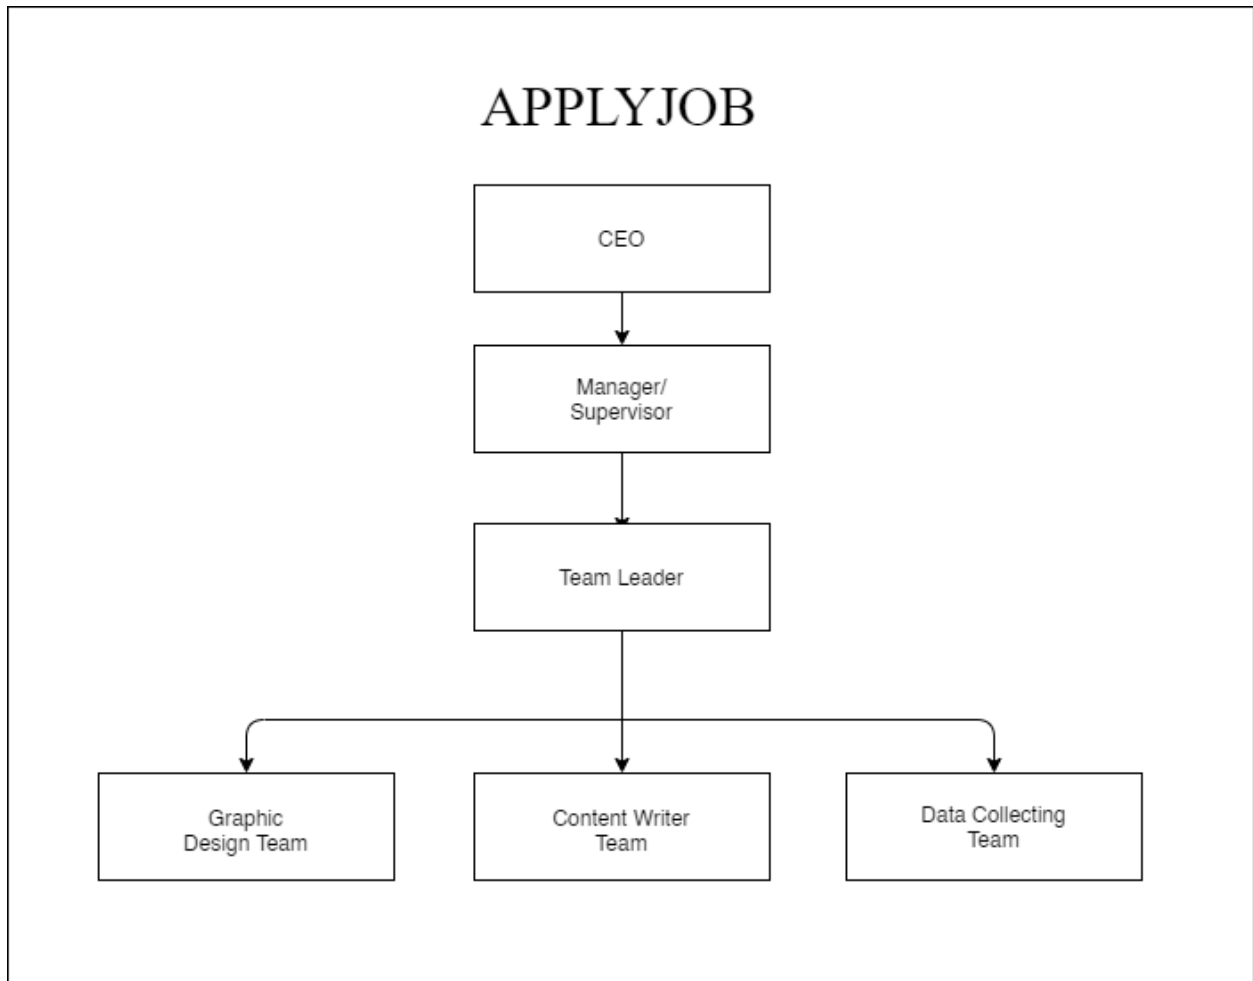 APPLYJOB
CEO
Manager/
Supervisor
Team Leader
Graphic
Design Team
Content Writer
Team
Data Collecting
Team